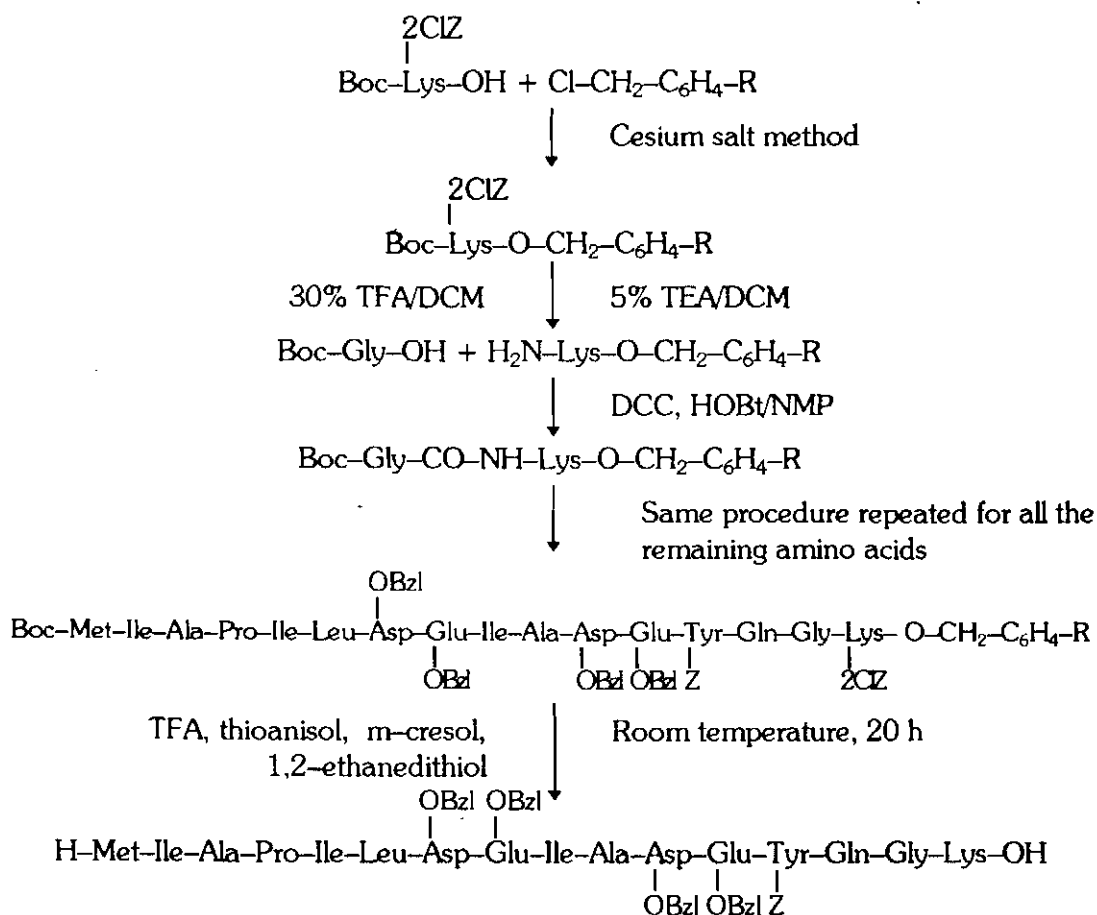 2ClZ
Boc–Lys–OH + Cl–CH₂–C₆H₄–R
Cesium salt method
2ClZ
Boc–Lys–O–CH₂–C₆H₄–R
30% TFA/DCM 5% TEA/DCM
Boc–Gly–OH + H₂N–Lys–O–CH₂–C₆H₄–R
DCC, HOBt/NMP
Boc–Gly–CO–NH–Lys–O–CH₂–C₆H₄–R
Same procedure repeated for all the
remaining amino acids
OBzl
Boc–Met–Ile–Ala–Pro–Ile–Leu–Asp–Glu–Ile–Ala–Asp–Glu–Tyr–Gln–Gly–Lys– O–CH₂–C₆H₄–R
OBzl OBzl OBzl Z 2ClZ
TFA, thioanisol, m–cresol, Room temperature, 20 h
1,2–ethanedithiol
OBzl OBzl
H–Met–Ile–Ala–Pro–Ile–Leu–Asp–Glu–Ile–Ala–Asp–Glu–Tyr–Gln–Gly–Lys–OH
OBzl OBzl Z